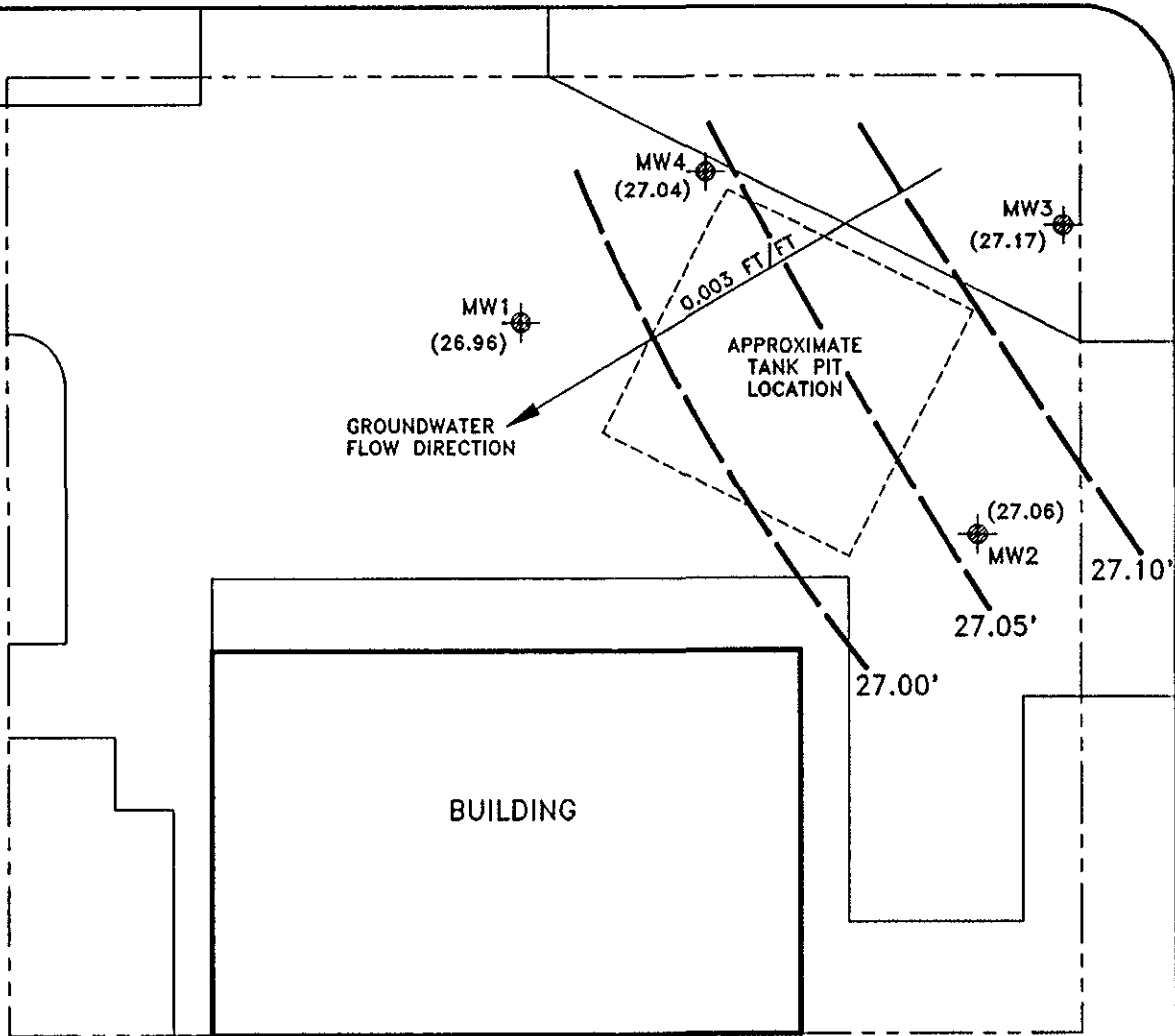 MW4
(27.04)
MW3
(27.17)
0.003 FT/FT
MW1
(26.96)
APPROXIMATE
TANK PIT
LOCATION
GROUNDWATER
FLOW DIRECTION
(27.06)
MW2
27.10'
27.05'
27.00'
BUILDING